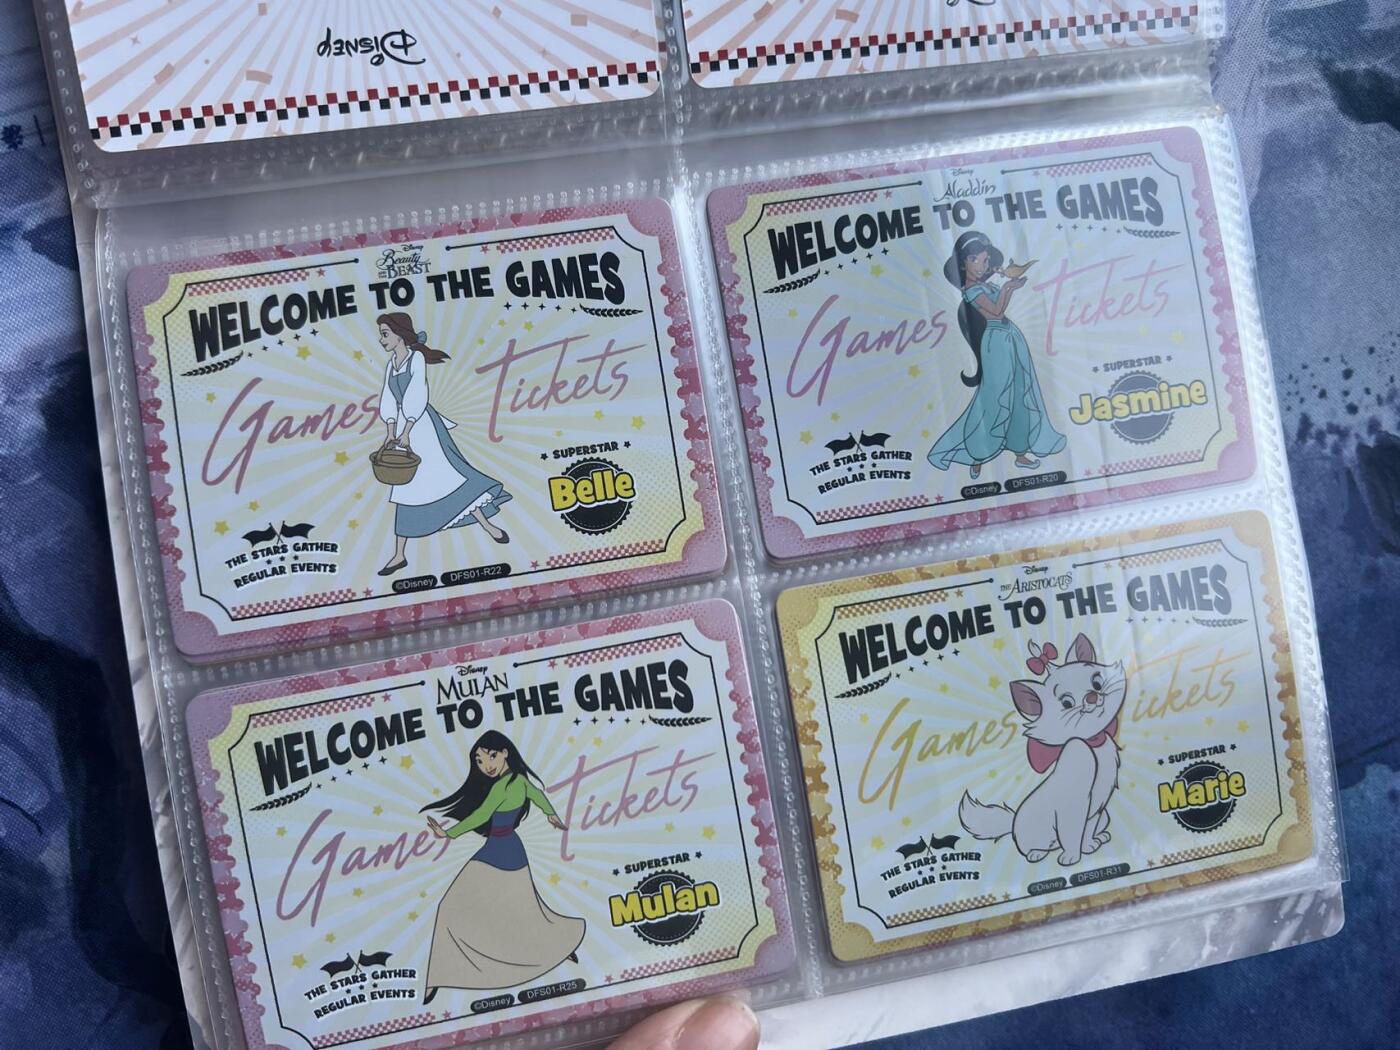 Disney
Disney
Beauty
AND THE BEAST
WELCOME TO THE GAMES
Games Tickets
SUPERSTAR
Belle
THE STARS GATHER
REGULAR EVENTS
©Disney DFS01-R22
Disney
Aladdin
WELCOME TO THE GAMES
Games Tickets
SUPERSTAR
Jasmine
THE STARS GATHER
REGULAR EVENTS
©Disney DFS01-R20
Disney
MULAN
WELCOME TO THE GAMES
Games Tickets
SUPERSTAR
Mulan
THE STARS GATHER
REGULAR EVENTS
©Disney DFS01-R25
Disney
THE ARISTOCATS
WELCOME TO THE GAMES
Games Tickets
SUPERSTAR
Marie
THE STARS GATHER
REGULAR EVENTS
©Disney DFS01-R31